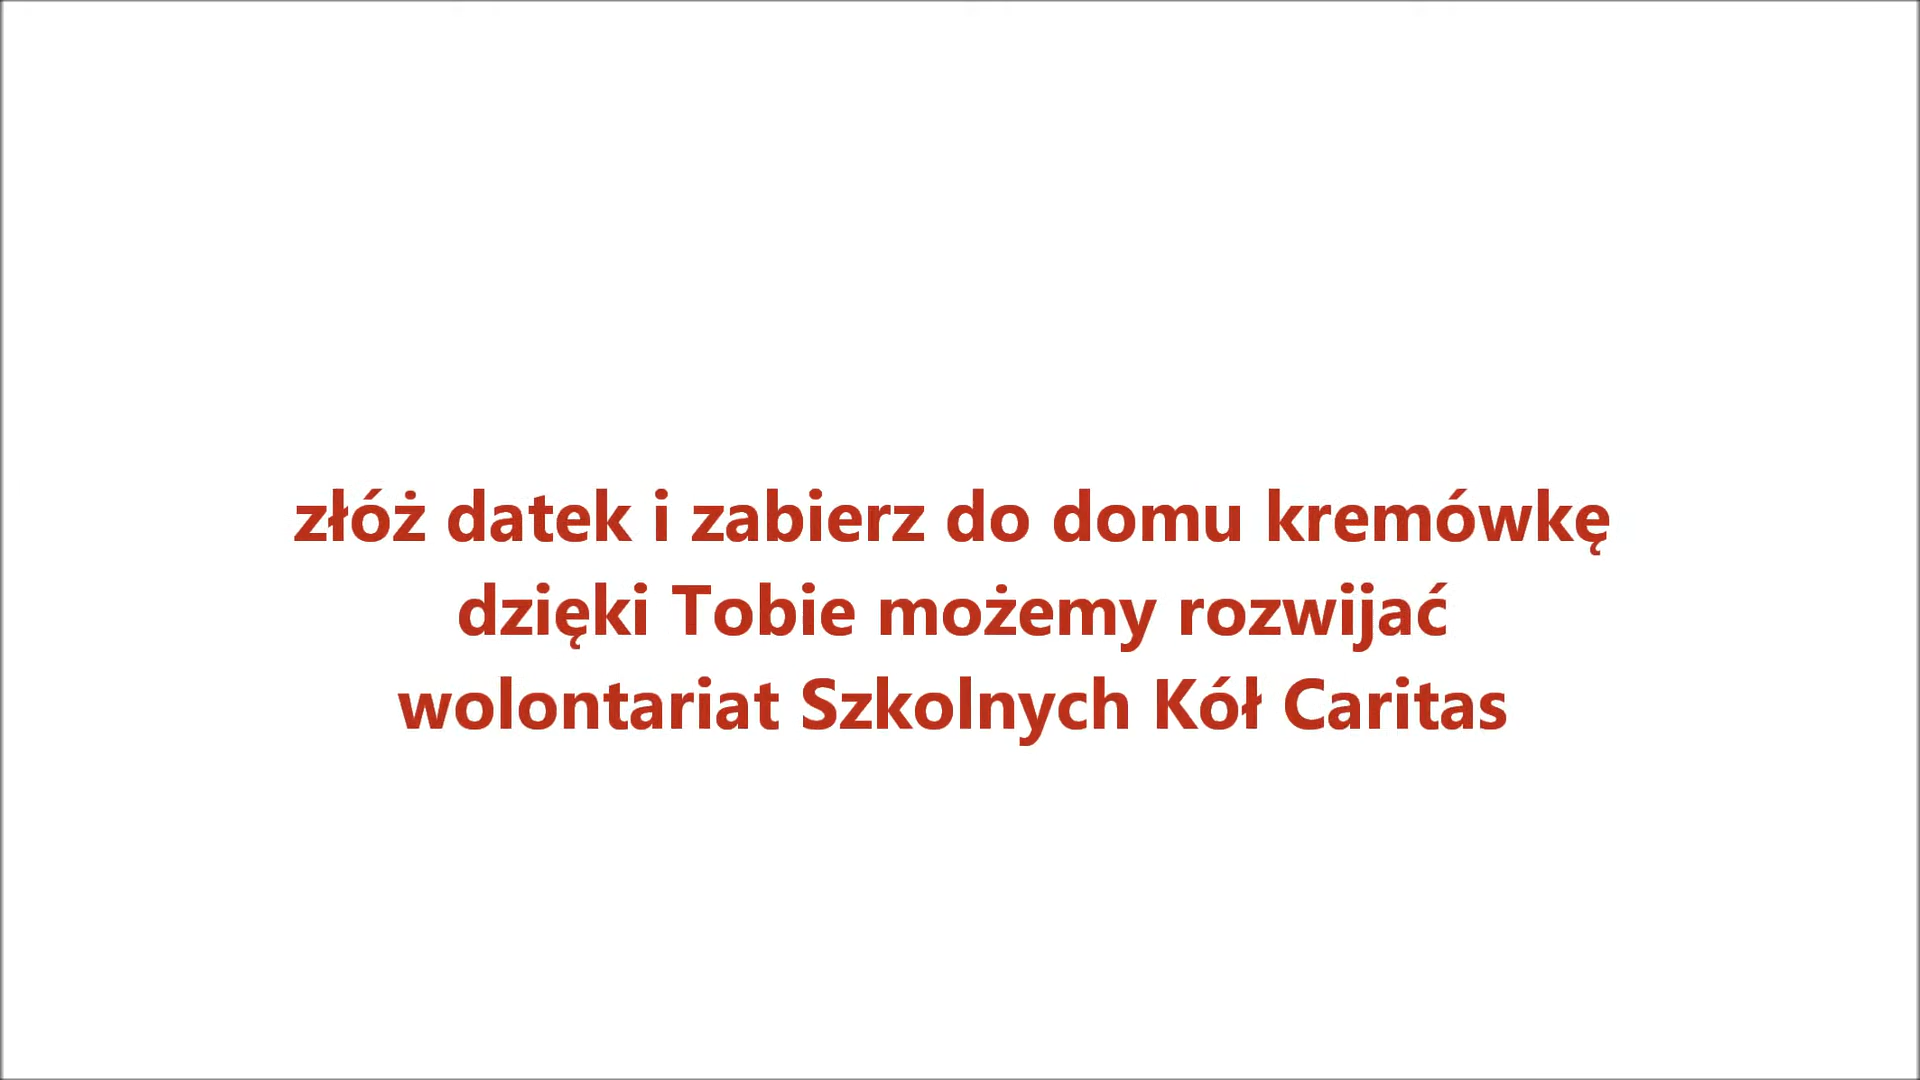 złóż datek i zabierz do domu kremówkę
dzięki Tobie możemy rozwijać
wolontariat Szkolnych Kół Caritas